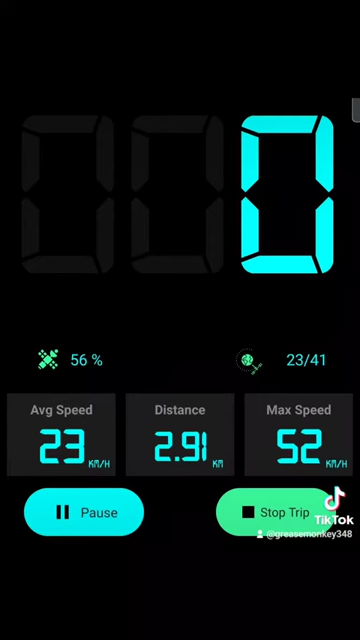 0
56 %
23/41
Avg Speed
Distance
Max Speed
23 KM/H
2.91 KM
52 KM/H
Pause
Stop Trip
TikTok
@greasemonkey348